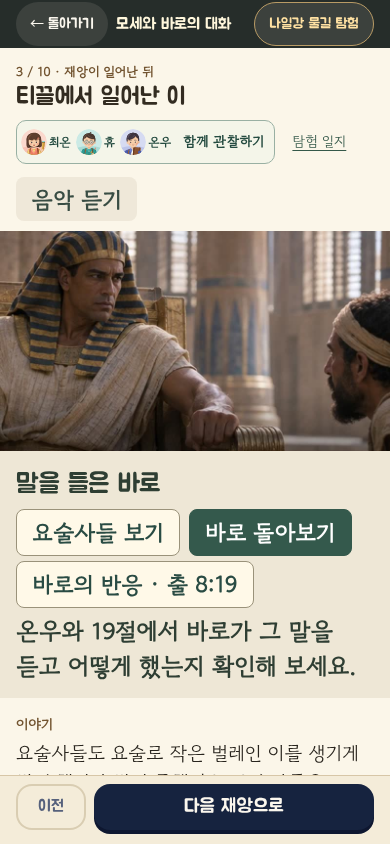 ← 돌아가기 모세와 바로의 대화 나일강 물길 탐험
3 / 10 · 재앙이 일어난 뒤
티끌에서 일어난 이
최온 휴 온우 함께 관찰하기 탐험 일지
음악 듣기
말을 들은 바로
요술사들 보기 바로 돌아보기
바로의 반응 · 출 8:19
온우와 19절에서 바로가 그 말을
듣고 어떻게 했는지 확인해 보세요.
이야기
요술사들도 요술로 작은 벌레인 이를 생기게
이전 다음 재앙으로